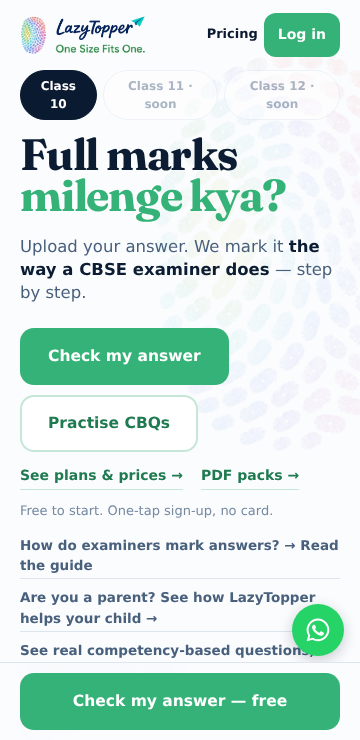 LazyTopper
One Size Fits One.
Pricing
Log in
Class
10
Class 11 ·
soon
Class 12 ·
soon
Full marks
milenge kya?
Upload your answer. We mark it the
way a CBSE examiner does — step
by step.
Check my answer
Practise CBQs
See plans & prices →
PDF packs →
Free to start. One-tap sign-up, no card.
How do examiners mark answers? → Read
the guide
Are you a parent? See how LazyTopper
helps your child →
See real competency-based questions,
Check my answer — free